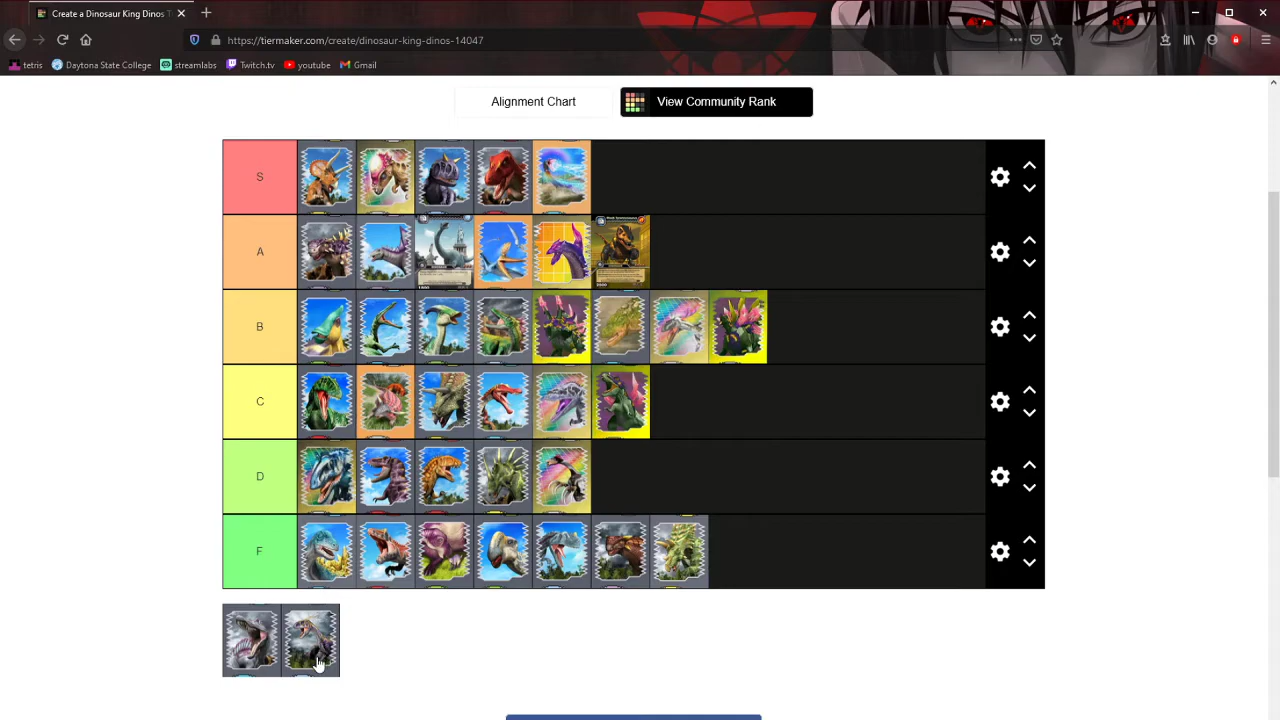 Create a Dinosaur King Dinos T
https://tiermaker.com/create/dinosaur-king-dinos-14047
tetris
Daytona State College
streamlabs
Twitch.tv
youtube
Gmail
Alignment Chart
View Community Rank
S
A
B
C
D
F